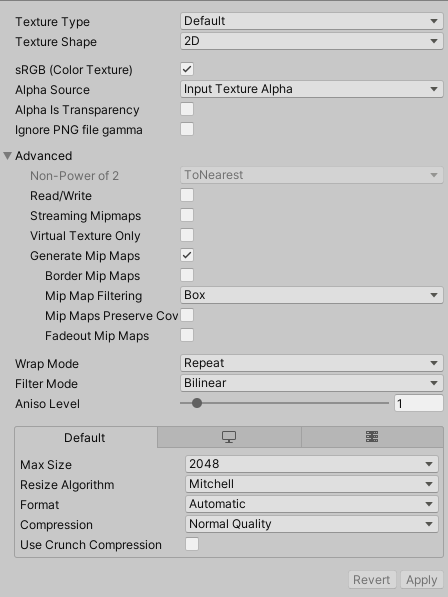 Texture Type Default
Texture Shape 2D
sRGB (Color Texture)
Alpha Source Input Texture Alpha
Alpha Is Transparency
Ignore PNG file gamma
Advanced
Non-Power of 2 ToNearest
Read/Write
Streaming Mipmaps
Virtual Texture Only
Generate Mip Maps
Border Mip Maps
Mip Map Filtering Box
Mip Maps Preserve Cov
Fadeout Mip Maps
Wrap Mode Repeat
Filter Mode Bilinear
Aniso Level 1
Default
Max Size 2048
Resize Algorithm Mitchell
Format Automatic
Compression Normal Quality
Use Crunch Compression
Revert Apply